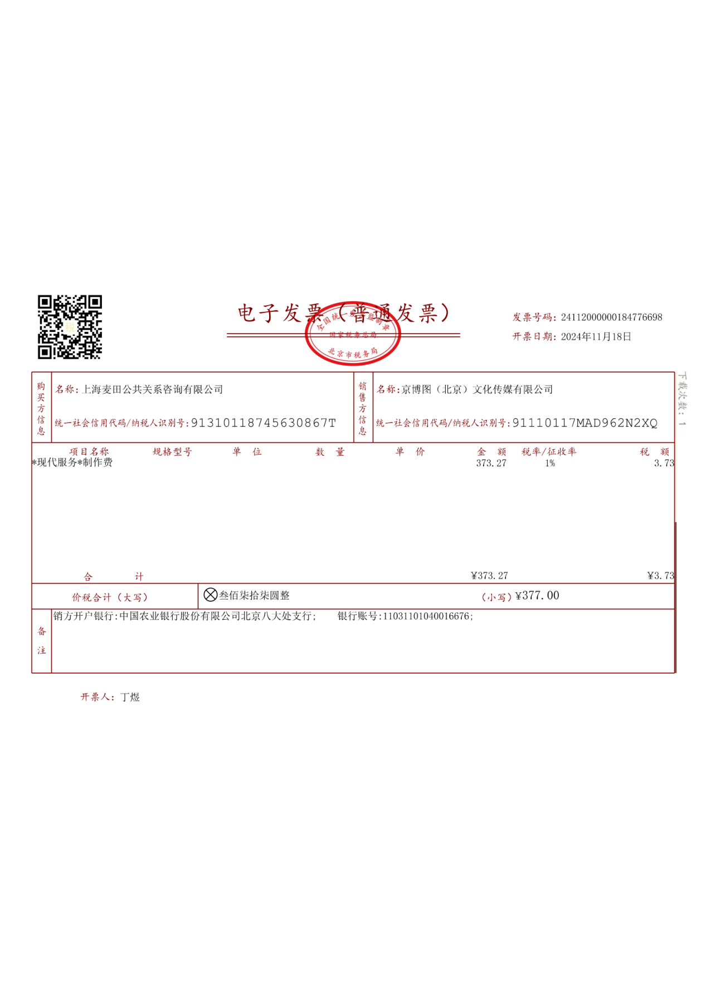 电子发票（普通发票）
全国统一发票监制章
国家税务总局
北京市税务局
税
发票号码：24112000000184776698
开票日期：2024年11月18日
下载次数：1
购买方信息
名称：上海麦田公共关系咨询有限公司
统一社会信用代码/纳税人识别号：91310118745630867T
销售方信息
名称：京博图（北京）文化传媒有限公司
统一社会信用代码/纳税人识别号：91110117MAD962N2XQ
项目名称 规格型号 单 位 数 量 单 价 金 额 税率/征收率 税 额
*现代服务*制作费 373.27 1% 3.73
合 计 ¥373.27 ¥3.73
价税合计（大写） ⊗叁佰柒拾柒圆整 （小写）¥377.00
备注
销方开户银行:中国农业银行股份有限公司北京八大处支行; 银行账号:11031101040016676;
开票人：丁煜